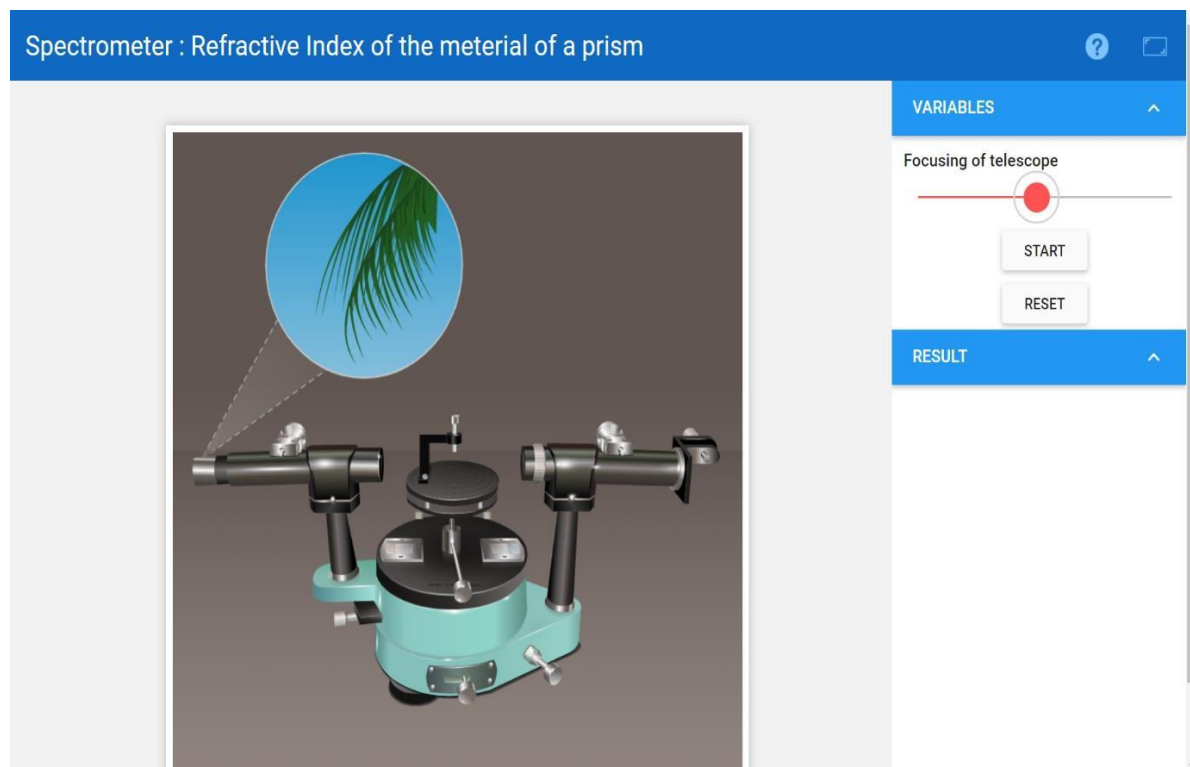 Spectrometer : Refractive Index of the meterial of a prism
?
VARIABLES
Focusing of telescope
START
RESET
RESULT